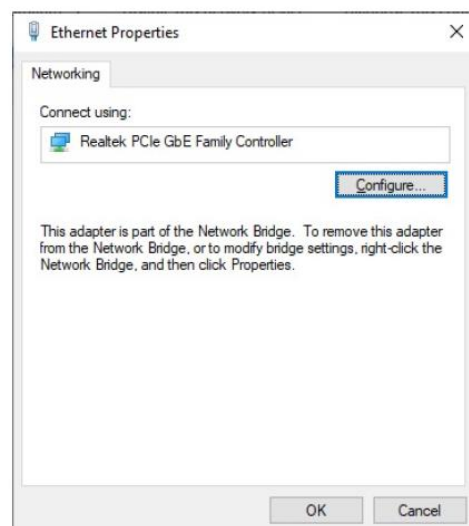 Ethernet Properties
Networking
Connect using:
Realtek PCIe GbE Family Controller
Configure...
This adapter is part of the Network Bridge. To remove this adapter
from the Network Bridge, or to modify bridge settings, right-click the
Network Bridge, and then click Properties.
OK
Cancel